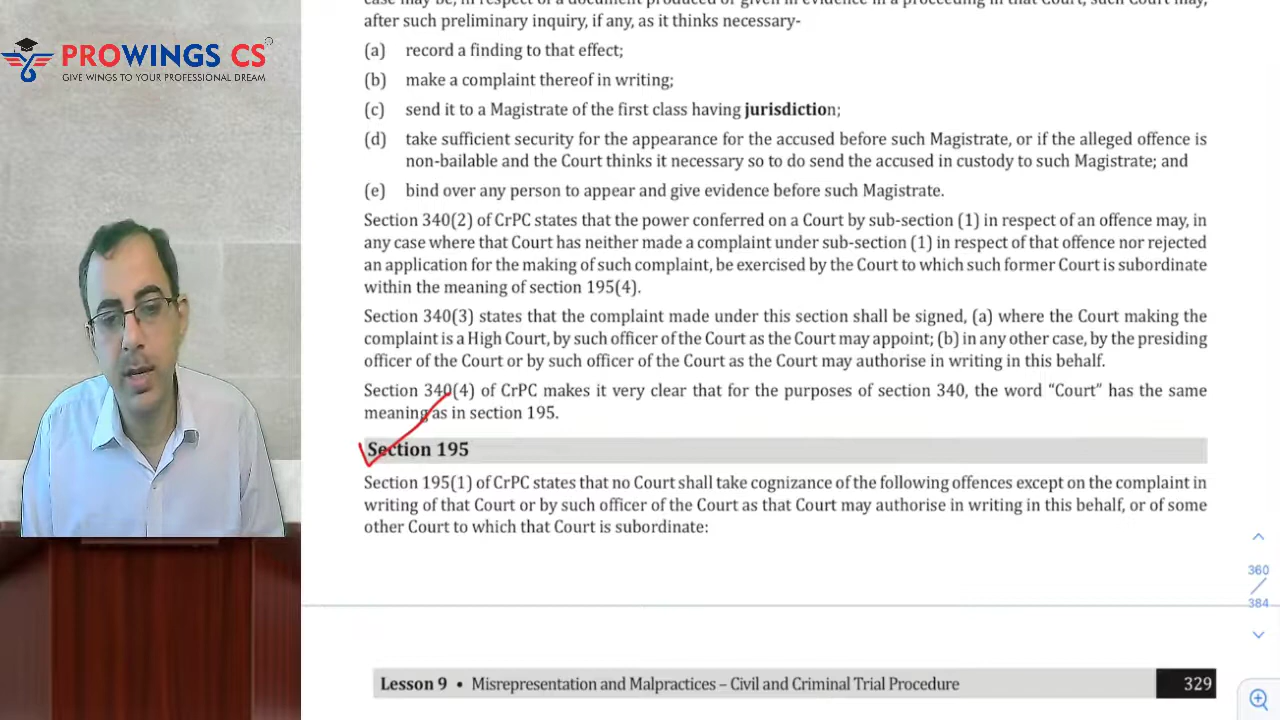 PROWINGS CS
GIVE WINGS TO YOUR PROFESSIONAL DREAM
after such preliminary inquiry, if any, as it thinks necessary-
(a) record a finding to that effect;
(b) make a complaint thereof in writing;
(c) send it to a Magistrate of the first class having jurisdiction;
(d) take sufficient security for the appearance for the accused before such Magistrate, or if the alleged offence is
non-bailable and the Court thinks it necessary so to do send the accused in custody to such Magistrate; and
(e) bind over any person to appear and give evidence before such Magistrate.
Section 340(2) of CrPC states that the power conferred on a Court by sub-section (1) in respect of an offence may, in
any case where that Court has neither made a complaint under sub-section (1) in respect of that offence nor rejected
an application for the making of such complaint, be exercised by the Court to which such former Court is subordinate
within the meaning of section 195(4).
Section 340(3) states that the complaint made under this section shall be signed, (a) where the Court making the
complaint is a High Court, by such officer of the Court as the Court may appoint; (b) in any other case, by the presiding
officer of the Court or by such officer of the Court as the Court may authorise in writing in this behalf.
Section 340(4) of CrPC makes it very clear that for the purposes of section 340, the word “Court” has the same
meaning as in section 195.
Section 195
Section 195(1) of CrPC states that no Court shall take cognizance of the following offences except on the complaint in
writing of that Court or by such officer of the Court as that Court may authorise in writing in this behalf, or of some
other Court to which that Court is subordinate:
360
384
Lesson 9 • Misrepresentation and Malpractices – Civil and Criminal Trial Procedure 329